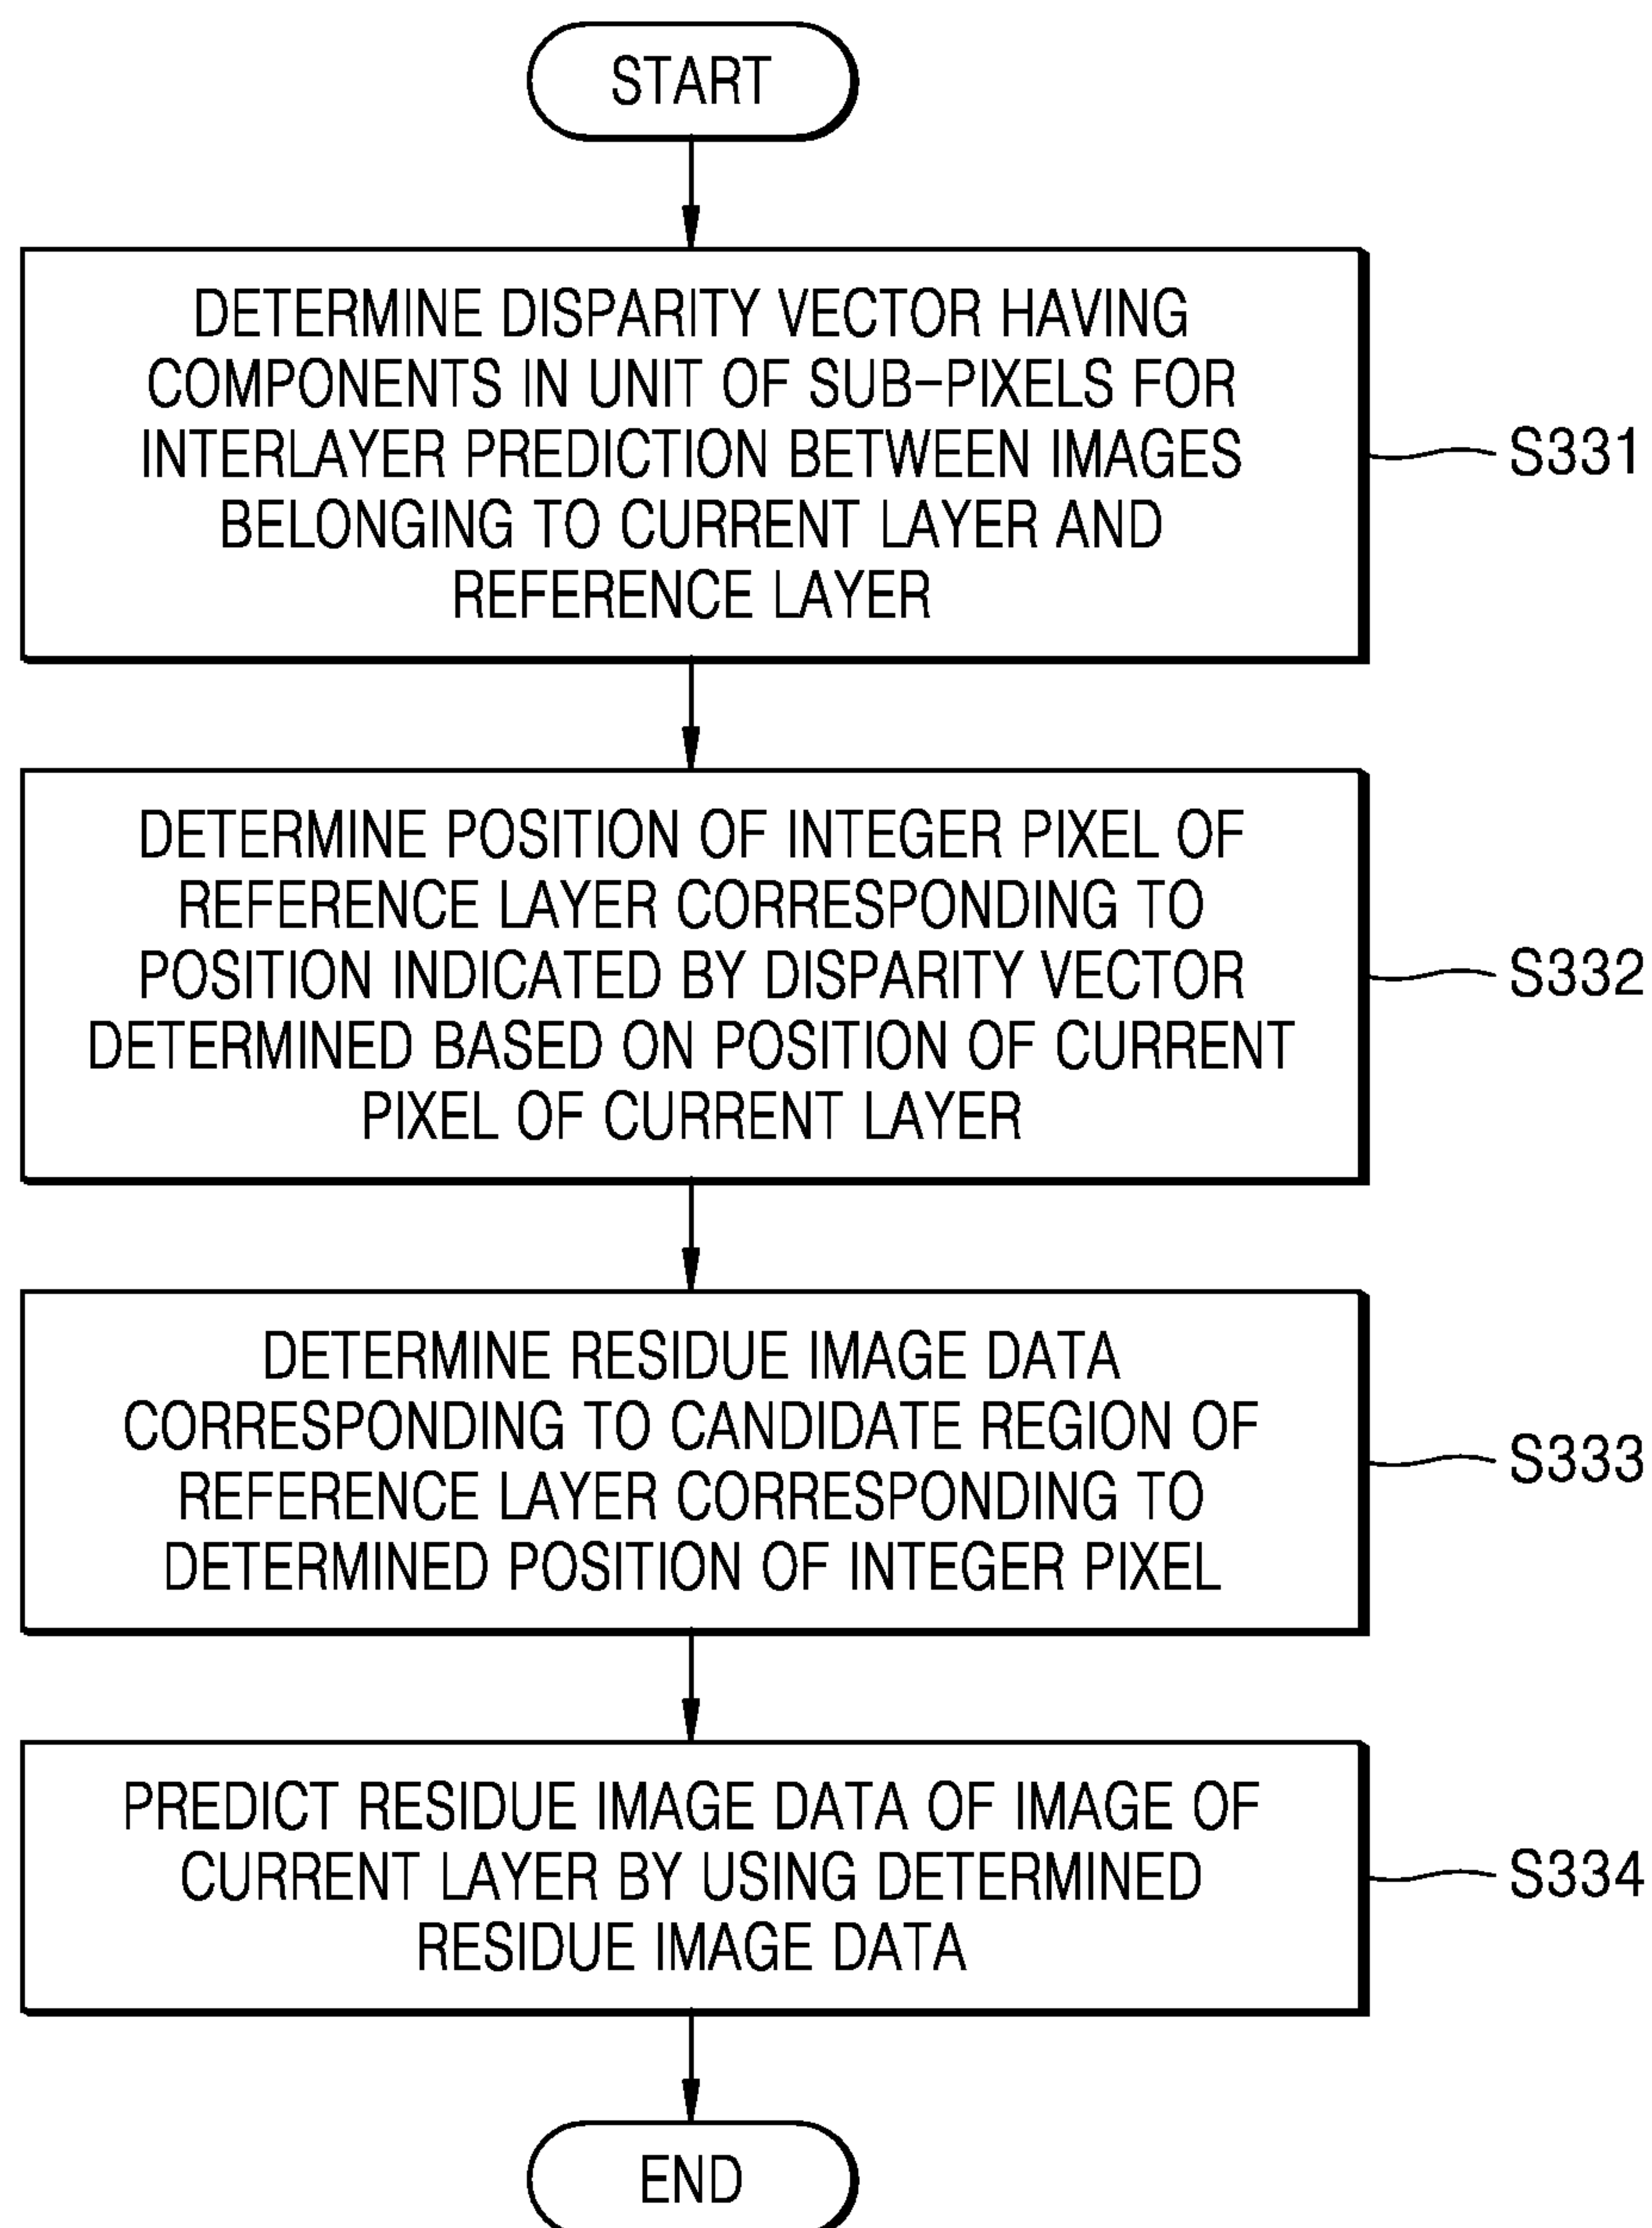 START
DETERMINE DISPARITY VECTOR HAVING
COMPONENTS IN UNIT OF SUB-PIXELS FOR
INTERLAYER PREDICTION BETWEEN IMAGES
BELONGING TO CURRENT LAYER AND
REFERENCE LAYER
S331
DETERMINE POSITION OF INTEGER PIXEL OF
REFERENCE LAYER CORRESPONDING TO
POSITION INDICATED BY DISPARITY VECTOR
DETERMINED BASED ON POSITION OF CURRENT
PIXEL OF CURRENT LAYER
S332
DETERMINE RESIDUE IMAGE DATA
CORRESPONDING TO CANDIDATE REGION OF
REFERENCE LAYER CORRESPONDING TO
DETERMINED POSITION OF INTEGER PIXEL
S333
PREDICT RESIDUE IMAGE DATA OF IMAGE OF
CURRENT LAYER BY USING DETERMINED
RESIDUE IMAGE DATA
S334
END